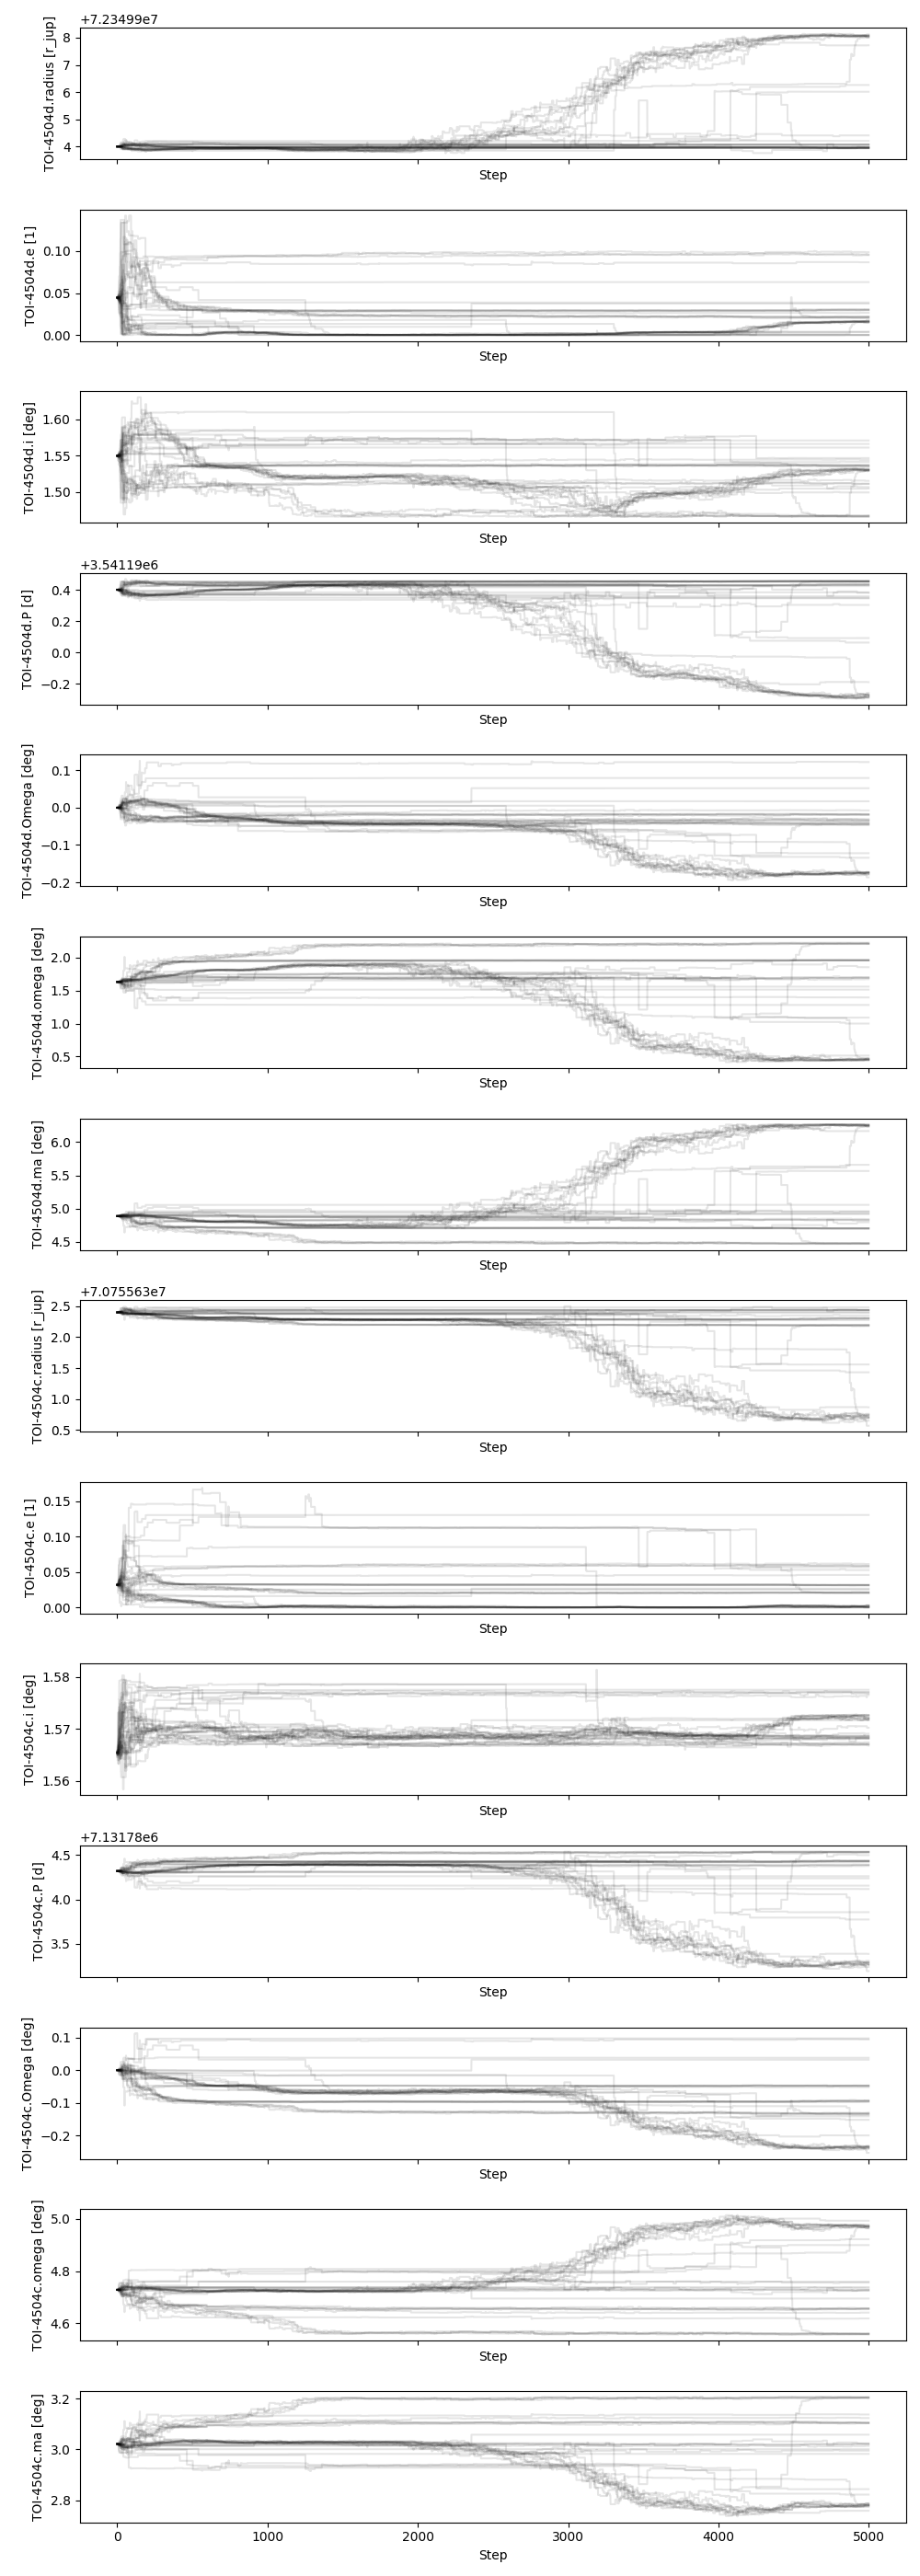 +7.23499e7
TOI-4504d.radius [r_jup]
8
7
6
5
4
Step
TOI-4504d.e [1]
0.10
0.05
0.00
Step
TOI-4504d.i [deg]
1.60
1.55
1.50
Step
+3.54119e6
TOI-4504d.P [d]
0.4
0.2
0.0
−0.2
Step
TOI-4504d.Omega [deg]
0.1
0.0
−0.1
−0.2
Step
TOI-4504d.omega [deg]
2.0
1.5
1.0
0.5
Step
TOI-4504d.ma [deg]
6.0
5.5
5.0
4.5
Step
+7.075563e7
TOI-4504c.radius [r_jup]
2.5
2.0
1.5
1.0
0.5
Step
TOI-4504c.e [1]
0.15
0.10
0.05
0.00
Step
TOI-4504c.i [deg]
1.58
1.57
1.56
Step
+7.13178e6
TOI-4504c.P [d]
4.5
4.0
3.5
Step
TOI-4504c.Omega [deg]
0.1
0.0
−0.1
−0.2
Step
TOI-4504c.omega [deg]
5.0
4.8
4.6
Step
TOI-4504c.ma [deg]
3.2
3.0
2.8
0 1000 2000 3000 4000 5000
Step